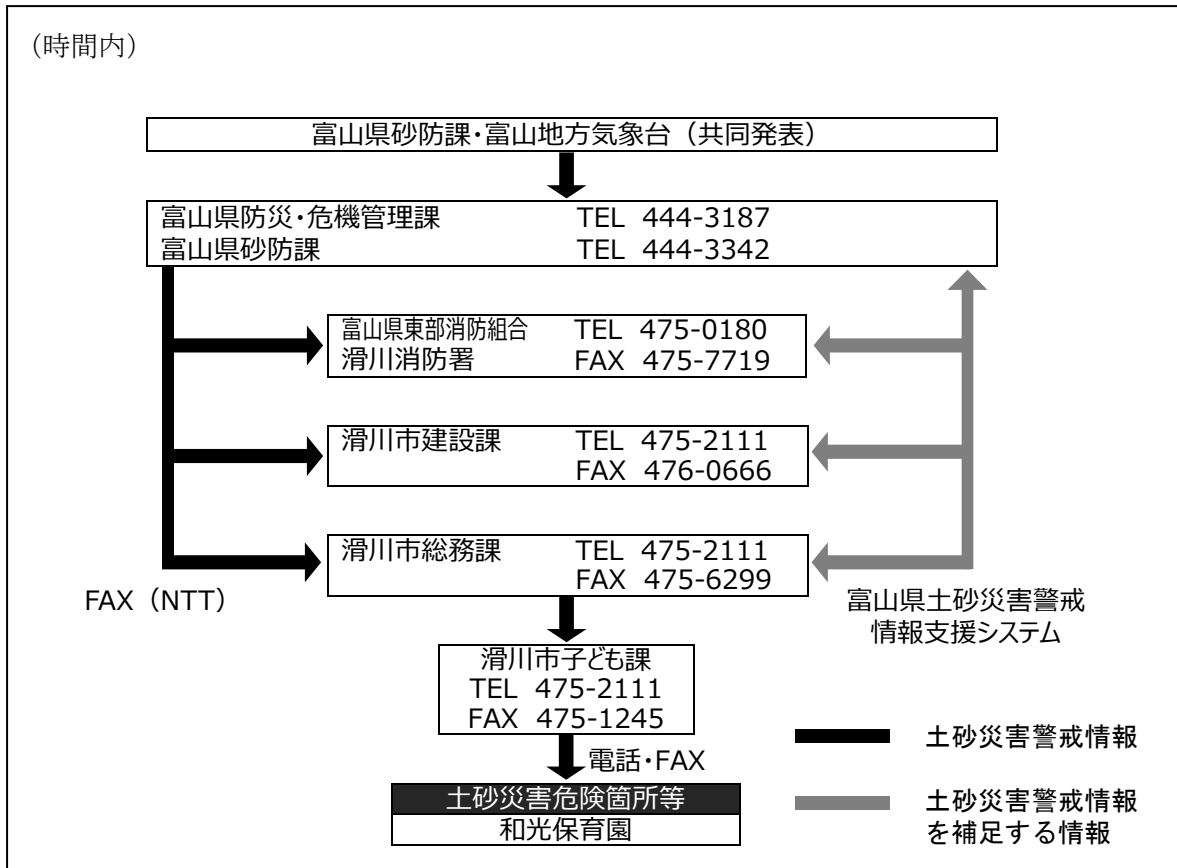 （時間内）
富山県砂防課・富山地方気象台（共同発表）
富山県防災・危機管理課 TEL 444-3187
富山県砂防課 TEL 444-3342
富山県東部消防組合 TEL 475-0180
滑川消防署 FAX 475-7719
滑川市建設課 TEL 475-2111
FAX 476-0666
滑川市総務課 TEL 475-2111
FAX 475-6299
FAX（NTT）
富山県土砂災害警戒
情報支援システム
滑川市子ども課
TEL 475-2111
FAX 475-1245
電話・FAX
土砂災害危険箇所等
和光保育園
土砂災害警戒情報
土砂災害警戒情報
を補足する情報